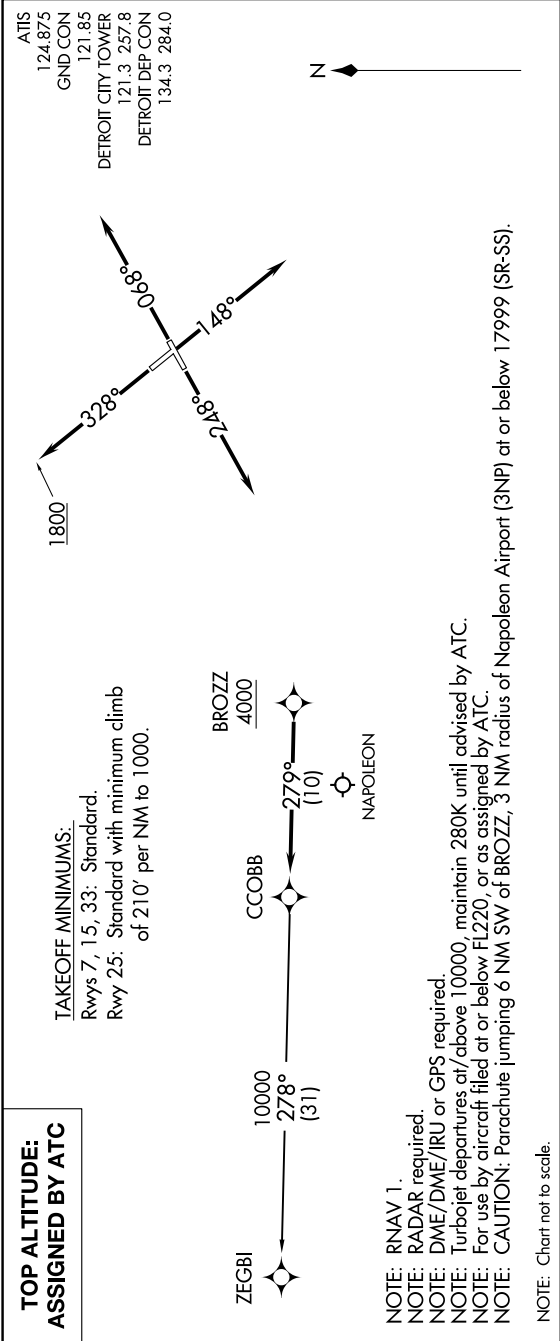 TOP ALTITUDE:
ASSIGNED BY ATC
ATIS
124.875
GND CON
121.85
DETROIT CITY TOWER
121.3 257.8
DETROIT DEP CON
134.3 284.0
N
TAKEOFF MINIMUMS:
Rwys 7, 15, 33: Standard.
Rwy 25: Standard with minimum climb
of 210' per NM to 1000.
1800
328°
068°
248°
148°
ZEGBI
10000
278°
(31)
CCOBB
279°
(10)
BROZZ
4000
NAPOLEON
NOTE: RNAV 1.
NOTE: RADAR required.
NOTE: DME/DME/IRU or GPS required.
NOTE: Turbojet departures at/above 10000, maintain 280K until advised by ATC.
NOTE: For use by aircraft filed at or below FL220, or as assigned by ATC.
NOTE: CAUTION: Parachute jumping 6 NM SW of BROZZ, 3 NM radius of Napoleon Airport (3NP) at or below 17999 (SR-SS).
NOTE: Chart not to scale.